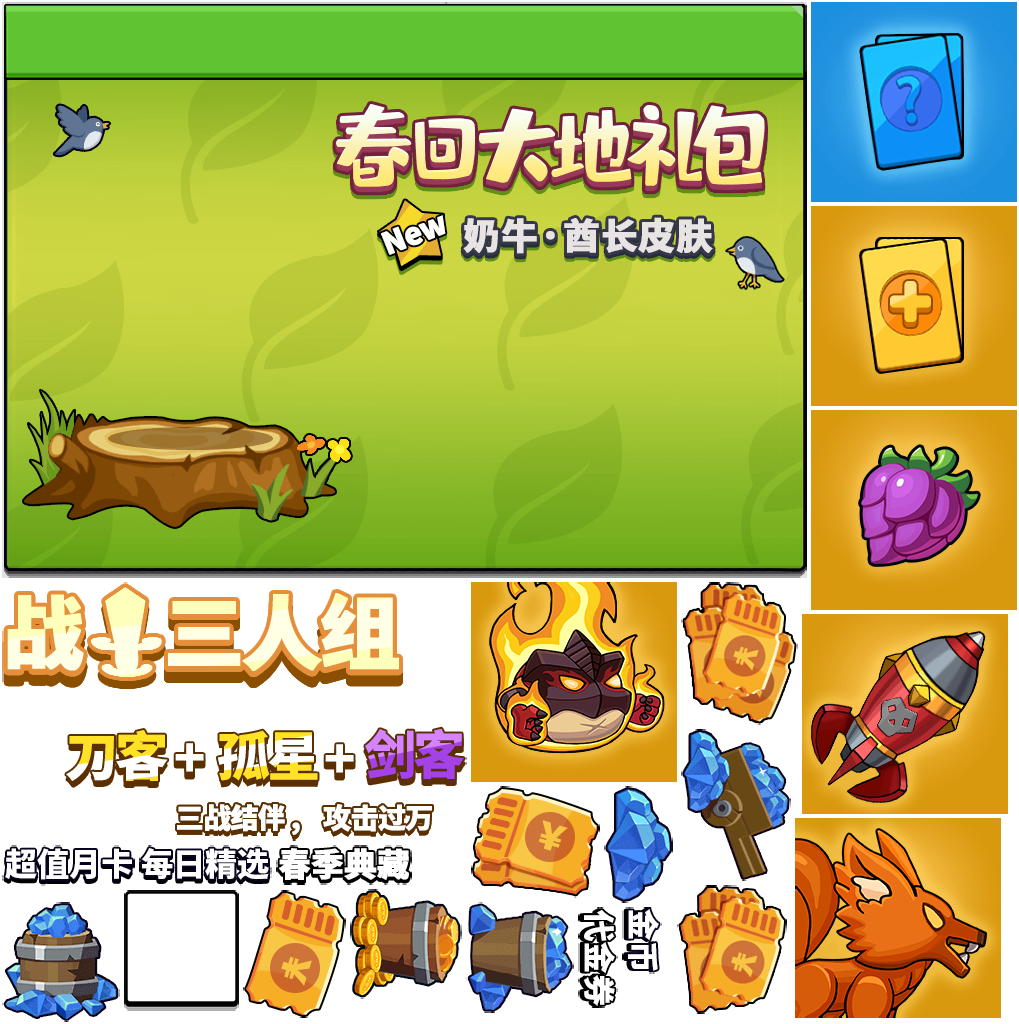 春回大地礼包
New 奶牛·酋长皮肤
?
战士三人组
刀客+孤星+剑客
三战结伴，攻击过万
超值月卡 每日精选 春季典藏
¥
¥
¥
¥
金币
代金券